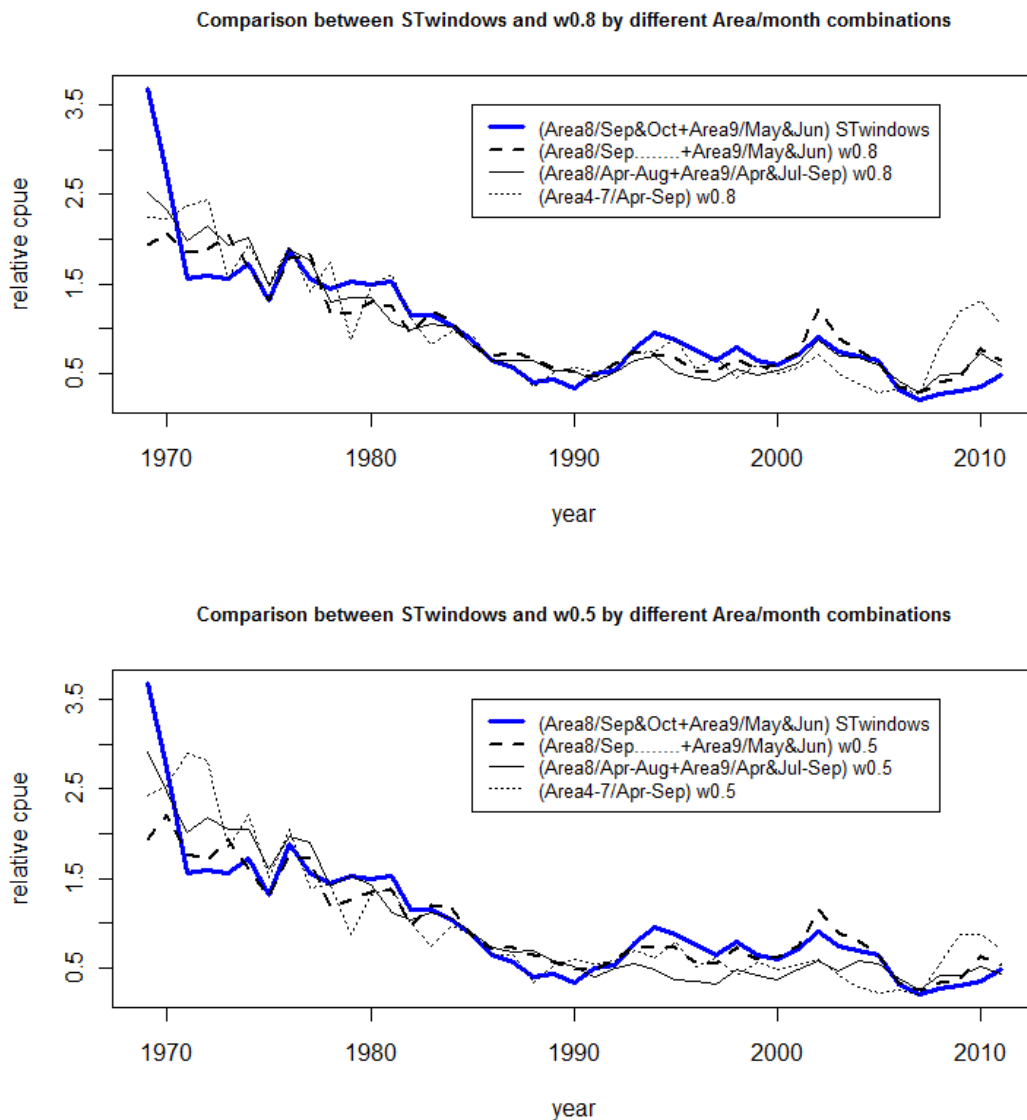 Comparison between STwindows and w0.8 by different Area/month combinations
(Area8/Sep&Oct+Area9/May&Jun) STwindows
(Area8/Sep........+Area9/May&Jun) w0.8
(Area8/Apr-Aug+Area9/Apr&Jul-Sep) w0.8
(Area4-7/Apr-Sep) w0.8
relative cpue
3.5
2.5
1.5
0.5
1970 1980 1990 2000 2010
year
Comparison between STwindows and w0.5 by different Area/month combinations
(Area8/Sep&Oct+Area9/May&Jun) STwindows
(Area8/Sep........+Area9/May&Jun) w0.5
(Area8/Apr-Aug+Area9/Apr&Jul-Sep) w0.5
(Area4-7/Apr-Sep) w0.5
relative cpue
3.5
2.5
1.5
0.5
1970 1980 1990 2000 2010
year